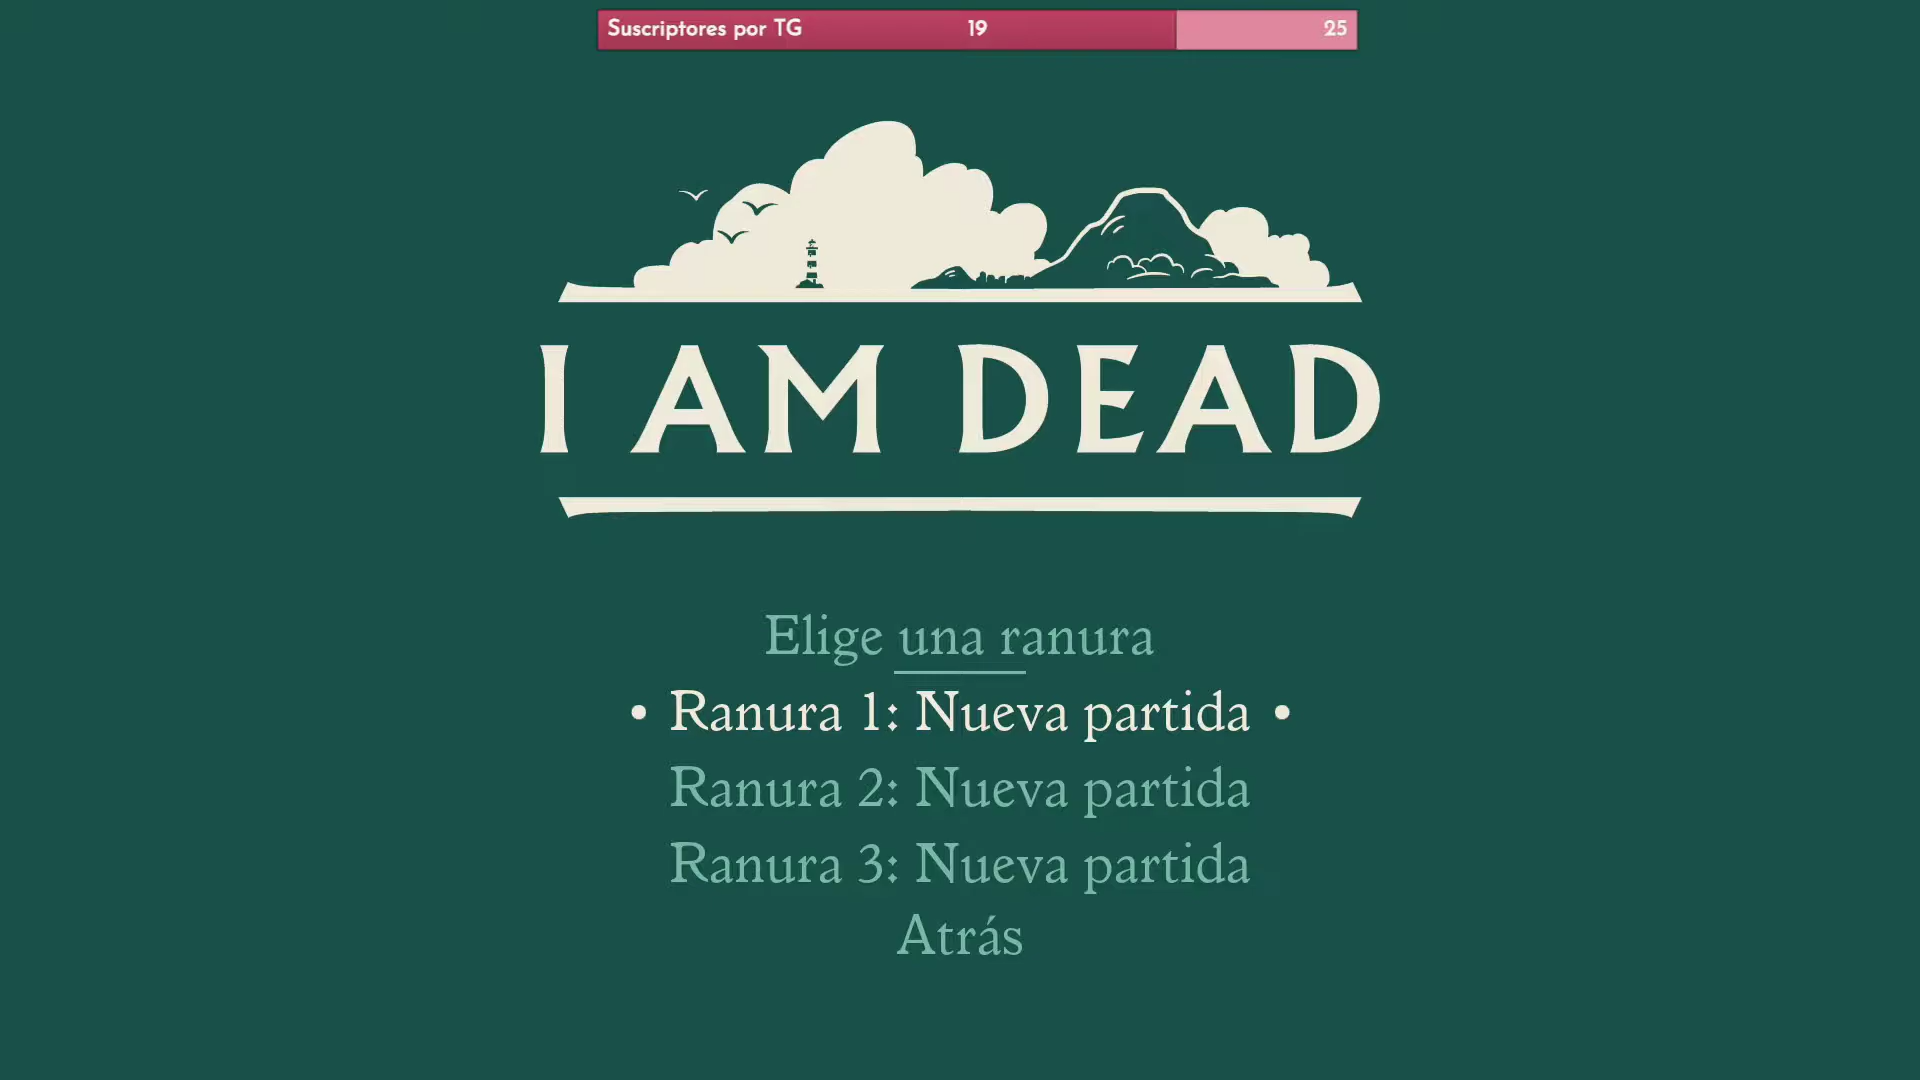 Suscriptores por TG 19 25
I AM DEAD
Elige una ranura
• Ranura 1: Nueva partida •
Ranura 2: Nueva partida
Ranura 3: Nueva partida
Atrás